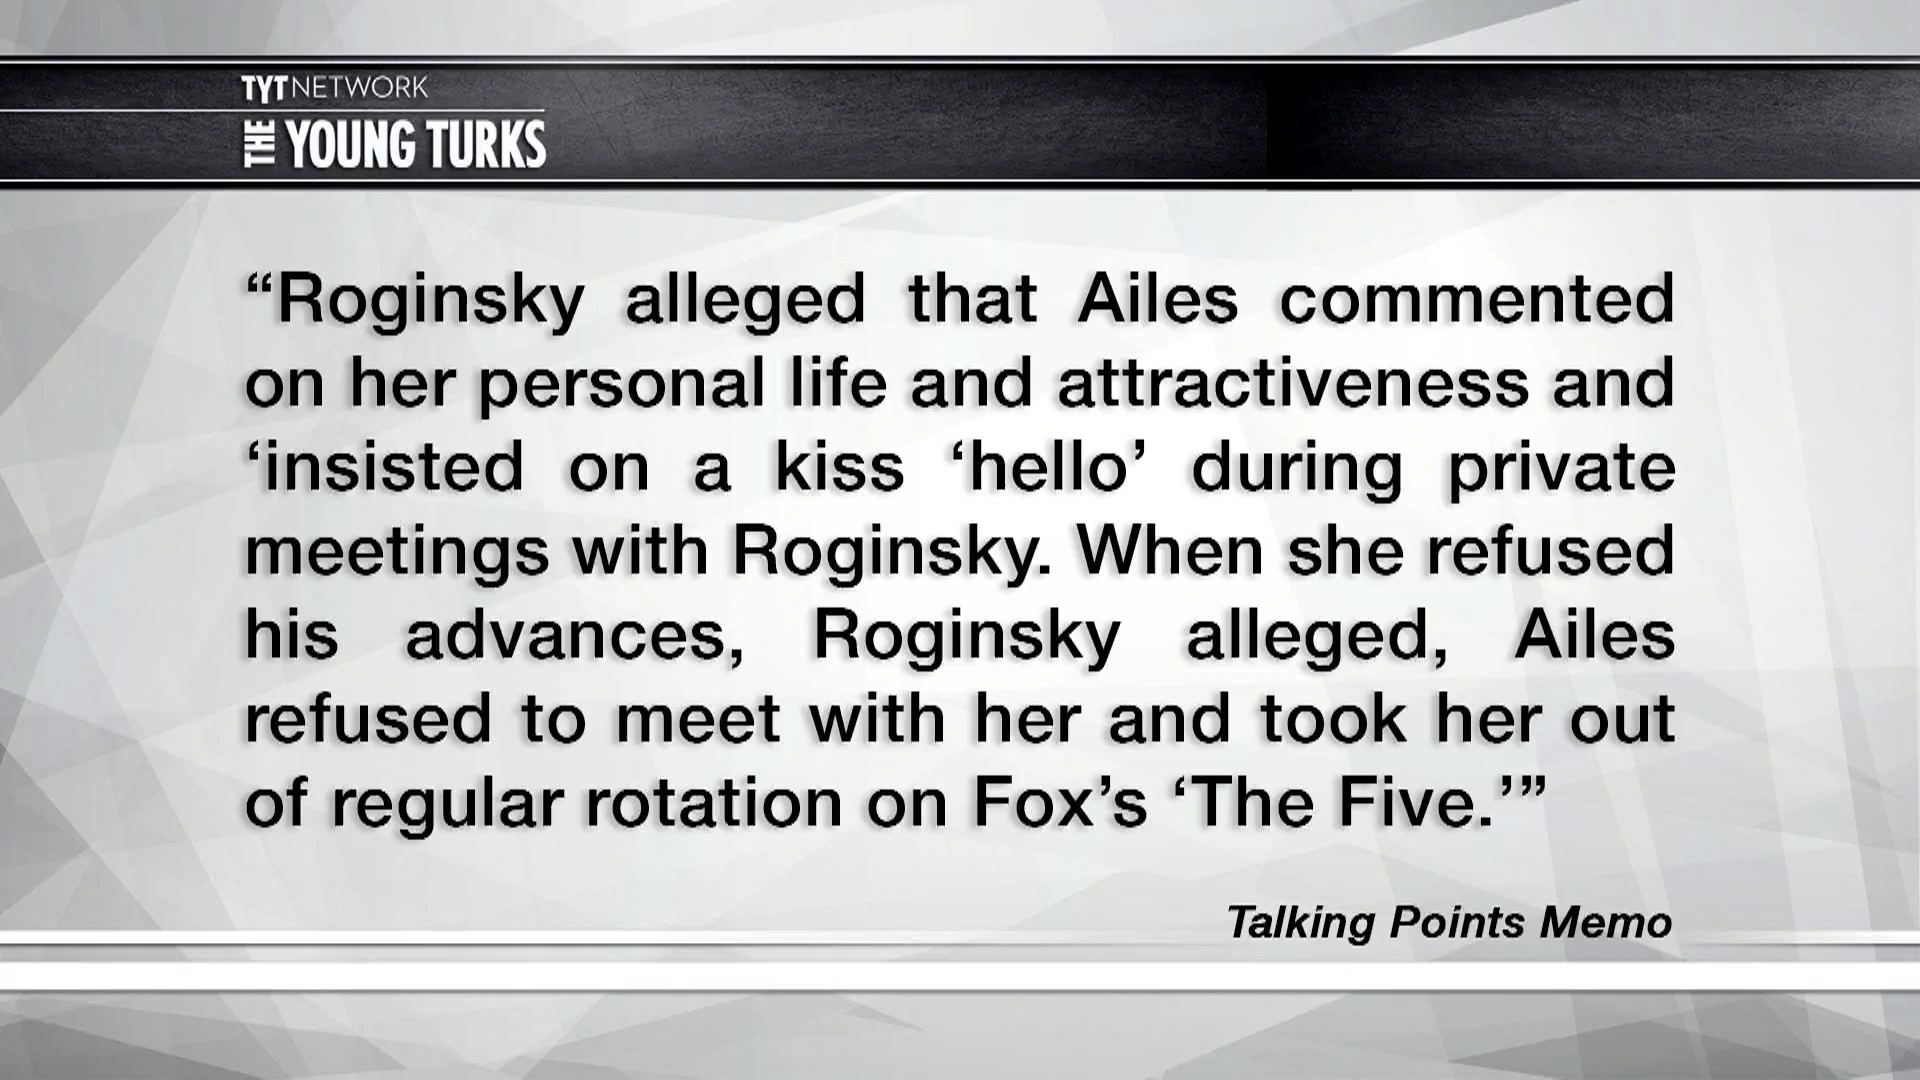 TYTNETWORK
THE YOUNG TURKS
“Roginsky alleged that Ailes commented
on her personal life and attractiveness and
‘insisted on a kiss ‘hello’ during private
meetings with Roginsky. When she refused
his advances, Roginsky alleged, Ailes
refused to meet with her and took her out
of regular rotation on Fox’s ‘The Five.’”
Talking Points Memo